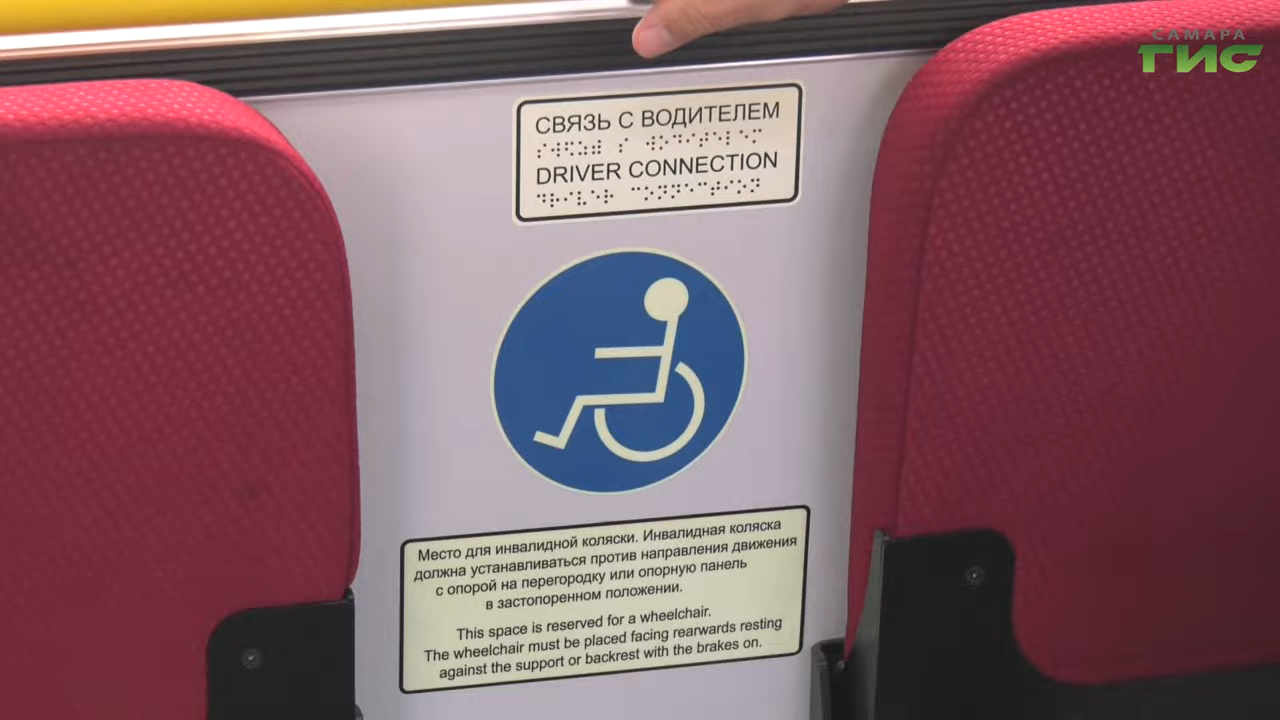 САМАРА
ГИС
СВЯЗЬ С ВОДИТЕЛЕМ
DRIVER CONNECTION
Место для инвалидной коляски. Инвалидная коляска
должна устанавливаться против направления движения
с опорой на перегородку или опорную панель
в застопоренном положении.
This space is reserved for a wheelchair.
The wheelchair must be placed facing rearwards resting
against the support or backrest with the brakes on.